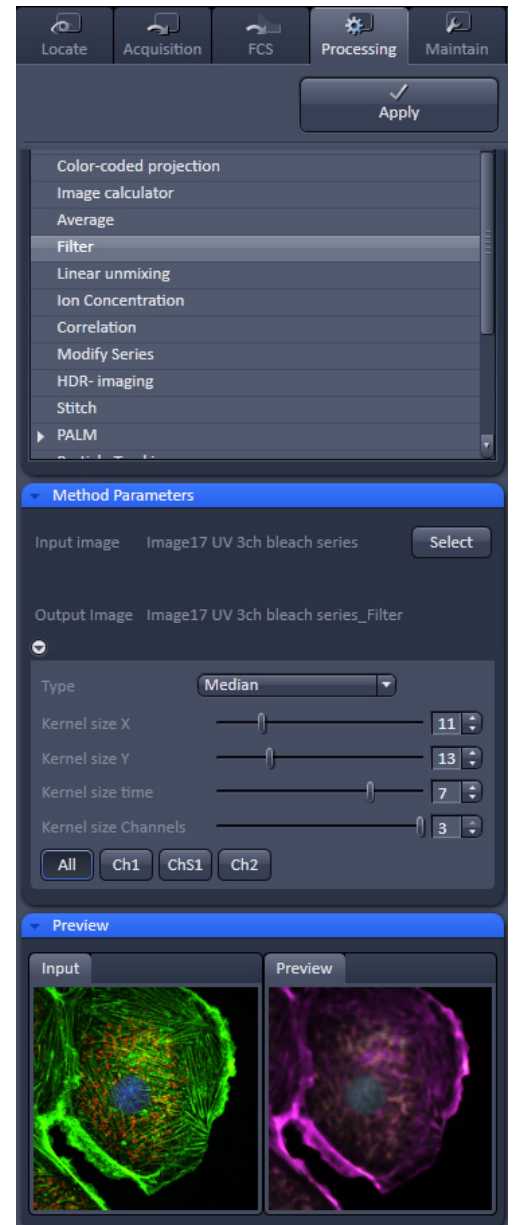 Locate Acquisition FCS Processing Maintain
Apply
Color-coded projection
Image calculator
Average
Filter
Linear unmixing
Ion Concentration
Correlation
Modify Series
HDR- imaging
Stitch
PALM
Method Parameters
Input image Image17 UV 3ch bleach series Select
Output Image Image17 UV 3ch bleach series_Filter
Type Median
Kernel size X 11
Kernel size Y 13
Kernel size time 7
Kernel size Channels 3
All Ch1 ChS1 Ch2
Preview
Input Preview